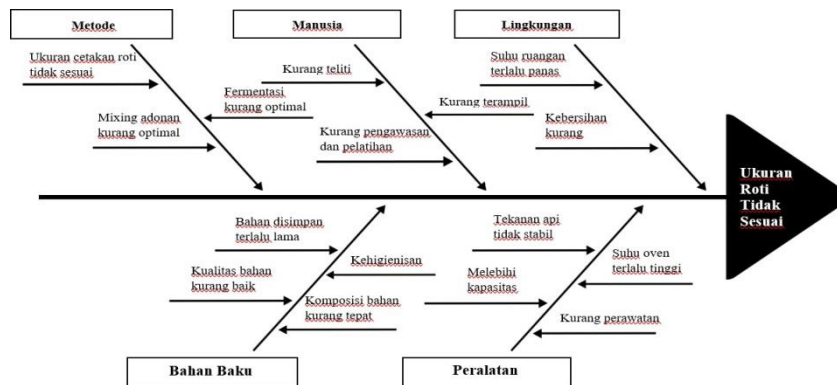 Metode
Manusia
Lingkungan
Ukuran cetakan roti
tidak sesuai
Mixing adonan
kurang optimal
Fermentasi
kurang optimal
Kurang teliti
Kurang pengawasan
dan pelatihan
Kurang terampil
Suhu ruangan
terlalu panas
Kebersihan
kurang
Ukuran
Roti
Tidak
Sesuai
Bahan disimpan
terlalu lama
Kualitas bahan
kurang baik
Kehigienisan
Komposisi bahan
kurang tepat
Tekanan api
tidak stabil
Melebihi
kapasitas
Suhu oven
terlalu tinggi
Kurang perawatan
Bahan Baku
Peralatan